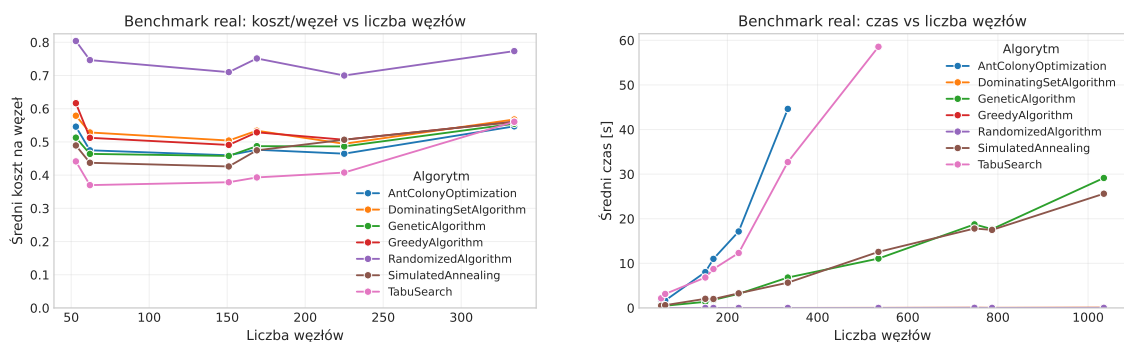 Benchmark real: koszt/węzeł vs liczba węzłów
Średni koszt na węzeł
0.8
0.7
0.6
0.5
0.4
0.3
0.2
0.1
0.0
50
100
150
200
250
300
Liczba węzłów
Algorytm
AntColonyOptimization
DominatingSetAlgorithm
GeneticAlgorithm
GreedyAlgorithm
RandomizedAlgorithm
SimulatedAnnealing
TabuSearch
Benchmark real: czas vs liczba węzłów
Średni czas [s]
60
50
40
30
20
10
0
200
400
600
800
1000
Liczba węzłów
Algorytm
AntColonyOptimization
DominatingSetAlgorithm
GeneticAlgorithm
GreedyAlgorithm
RandomizedAlgorithm
SimulatedAnnealing
TabuSearch